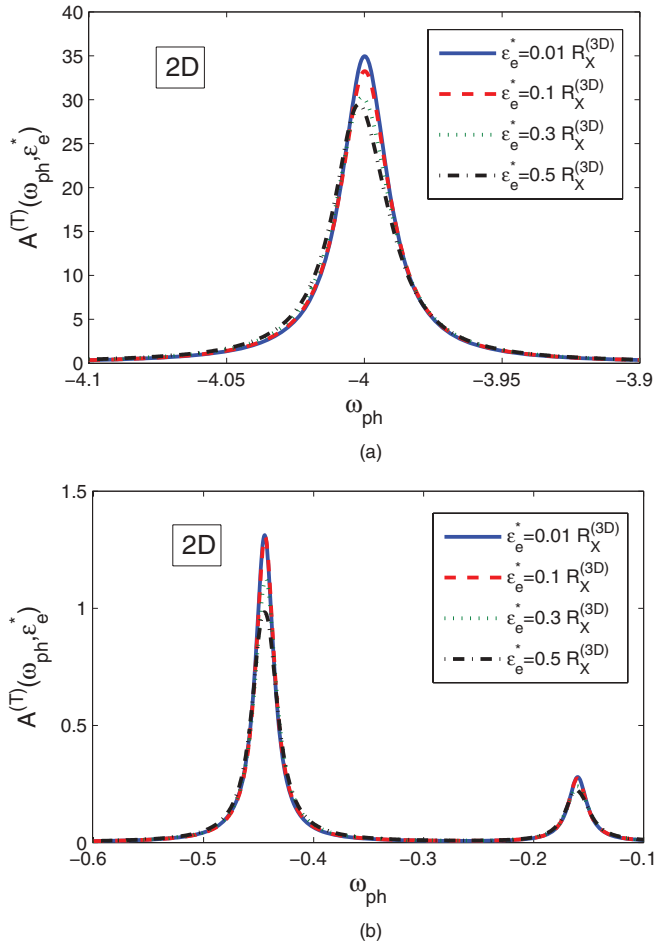 40
35
30
25
20
15
10
5
0
A^(T)(ω_ph,ε_e^*)
2D
ε_e^*=0.01 R_X^(3D)
ε_e^*=0.1 R_X^(3D)
ε_e^*=0.3 R_X^(3D)
ε_e^*=0.5 R_X^(3D)
−4.1 −4.05 −4 −3.95 −3.9
ω_ph
(a)
1.5
1
0.5
0
A^(T)(ω_ph,ε_e^*)
2D
ε_e^*=0.01 R_X^(3D)
ε_e^*=0.1 R_X^(3D)
ε_e^*=0.3 R_X^(3D)
ε_e^*=0.5 R_X^(3D)
−0.6 −0.5 −0.4 −0.3 −0.2 −0.1
ω_ph
(b)